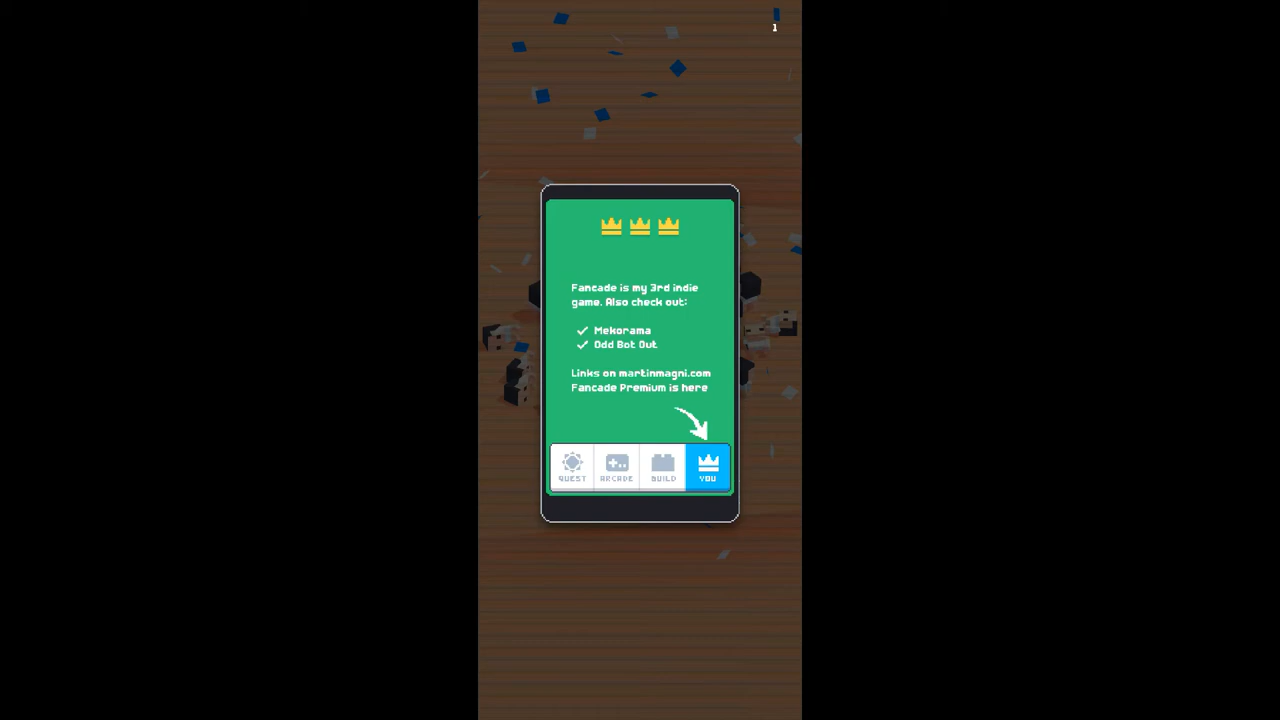 1
Fancade is my 3rd indie
game. Also check out:
Mekorama
Odd Bot Out
Links on martinmagni.com
Fancade Premium is here
QUEST ARCADE BUILD YOU